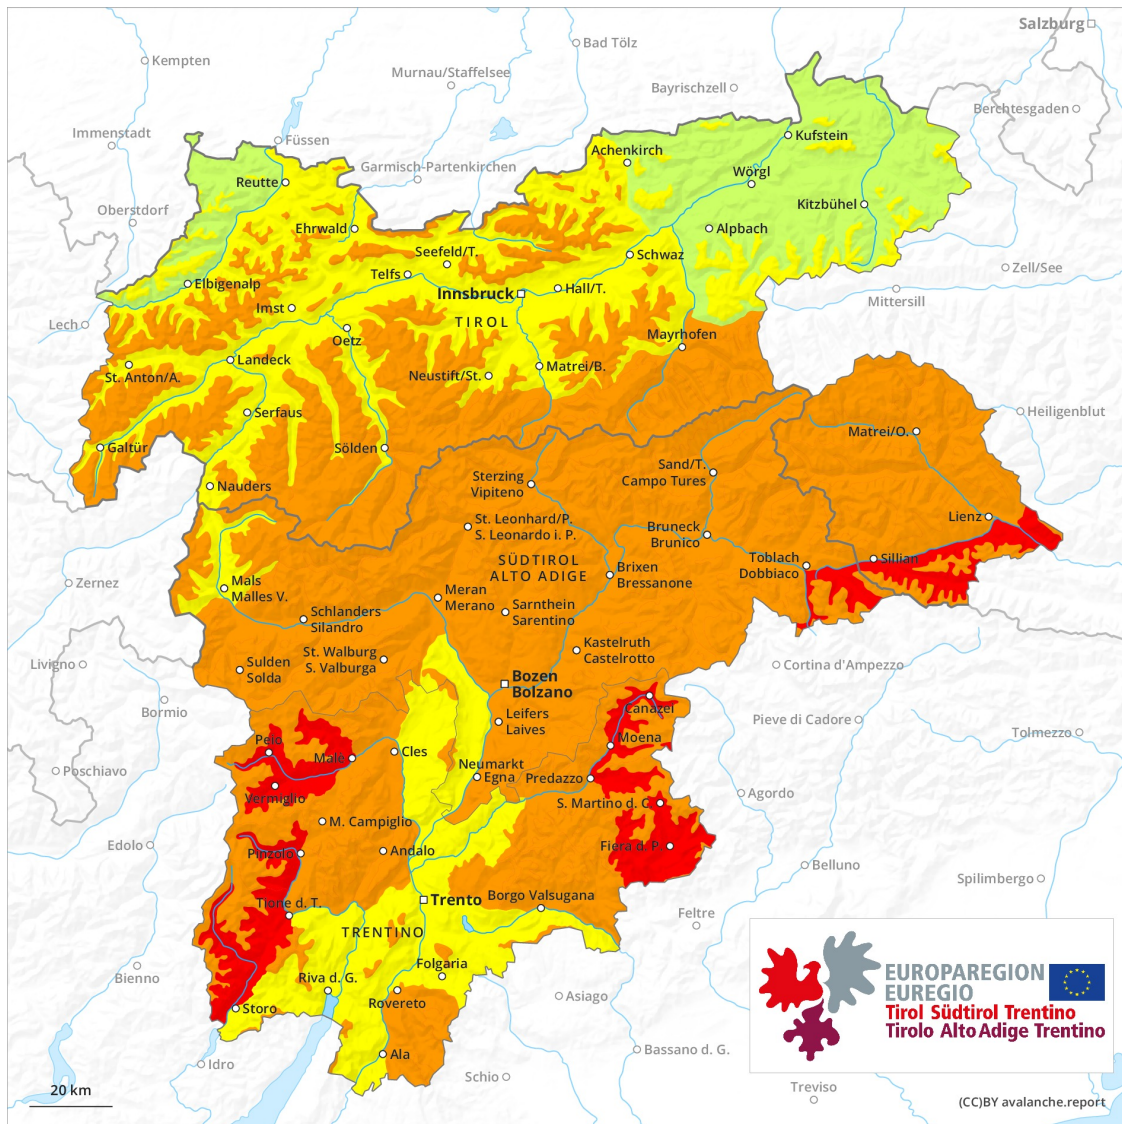 Salzburg
Kempten
Bad Tölz
Murnau/Staffelsee
Bayrischzell
Berchtesgaden
Immenstadt
Füssen
Kufstein
Achenkirch
Garmisch-Partenkirchen
Wörgl
Reutte
Oberstdorf
Kitzbühel
Ehrwald
Alpbach
Seefeld/T.
Schwaz
Zell/See
Telfs
Elbigenalp
Hall/T.
Innsbruck
Mittersill
Imst
TIROL
Lech
Oetz
Mayrhofen
Landeck
Matrei/B.
St. Anton/A.
Neustift/St.
Serfaus
Heiligenblut
Matrei/O.
Galtür
Sölden
Sand/T.
Campo Tures
Sterzing
Vipiteno
Nauders
Lienz
St. Leonhard/P.
S. Leonardo i. P.
Bruneck
Brunico
SÜDTIROL
ALTO ADIGE
Toblach
Dobbiaco
Sillian
Brixen
Bressanone
Zernez
Mals
Malles V.
Meran
Merano
Schlanders
Silandro
Sarnthein
Sarentino
Kastelruth
Castelrotto
St. Walburg
S. Valburga
Livigno
Sulden
Solda
Cortina d'Ampezzo
Bozen
Bolzano
Bormio
Canazei
Leifers
Laives
Pieve di Cadore
Tolmezzo
Moena
Peio
Cles
Malè
Neumarkt
Egna
Predazzo
Poschiavo
Vermiglio
Agordo
S. Martino d. C.
M. Campiglio
Edolo
Pinzolo
Andalo
Fiera d. P.
Belluno
Spilimbergo
Borgo Valsugana
Trento
Tione d. T.
Feltre
TRENTINO
Folgaria
Bienno
Riva d. G.
Rovereto
Asiago
Storo
Ala
Bassano d. G.
Idro
Schio
Treviso
EUROPAREGION
EUREGIO
Tirol Südtirol Trentino
Tirolo Alto Adige Trentino
20 km
(CC)BY avalanche.report